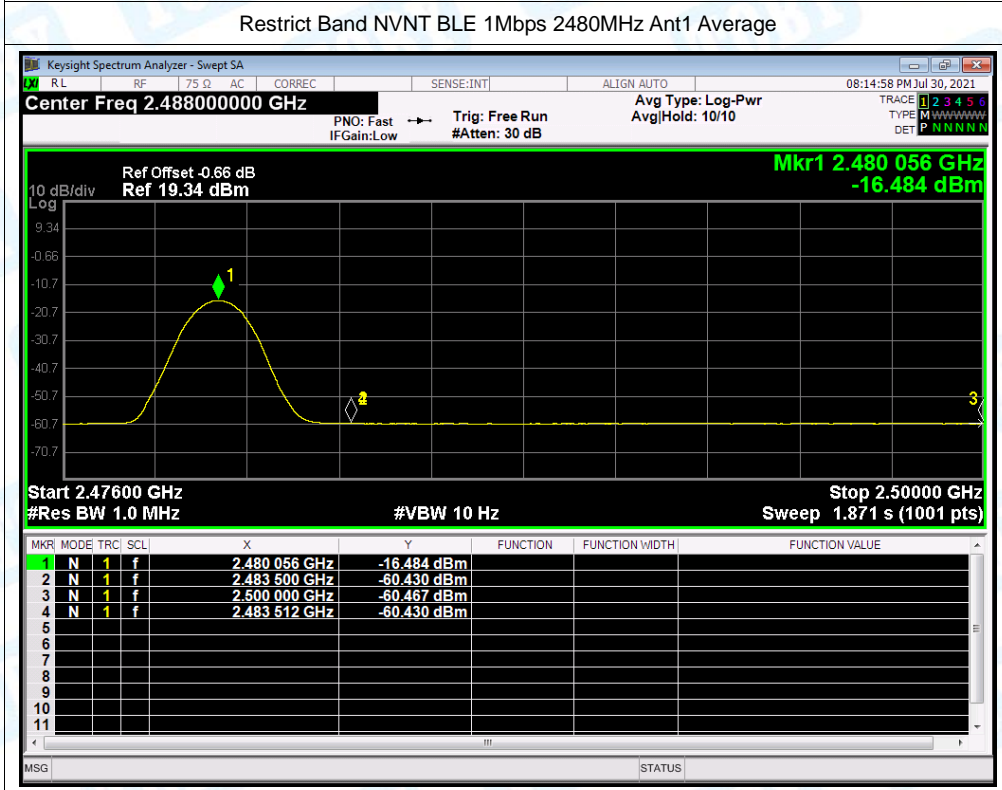 Restrict Band NVNT BLE 1Mbps 2480MHz Ant1 Average
Keysight Spectrum Analyzer - Swept SA
LXI RL RF 75 Ω AC CORREC SENSE:INT ALIGN AUTO 08:14:58 PM Jul 30, 2021
Center Freq 2.488000000 GHz
PNO: Fast
IFGain:Low
Trig: Free Run
#Atten: 30 dB
Avg Type: Log-Pwr
Avg|Hold: 10/10
TRACE 1 2 3 4 5 6
TYPE M W W W W W
DET P N N N N N
Mkr1 2.480 056 GHz
-16.484 dBm
Ref Offset -0.66 dB
10 dB/div Ref 19.34 dBm
Log
9.34
-0.66
-10.7
-20.7
-30.7
-40.7
-50.7
-60.7
-70.7
1
3
Start 2.47600 GHz Stop 2.50000 GHz
#Res BW 1.0 MHz #VBW 10 Hz Sweep 1.871 s (1001 pts)
MKR MODE TRC SCL X Y FUNCTION FUNCTION WIDTH FUNCTION VALUE
1 N 1 f 2.480 056 GHz -16.484 dBm
2 N 1 f 2.483 500 GHz -60.430 dBm
3 N 1 f 2.500 000 GHz -60.467 dBm
4 N 1 f 2.483 512 GHz -60.430 dBm
5
6
7
8
9
10
11
MSG STATUS